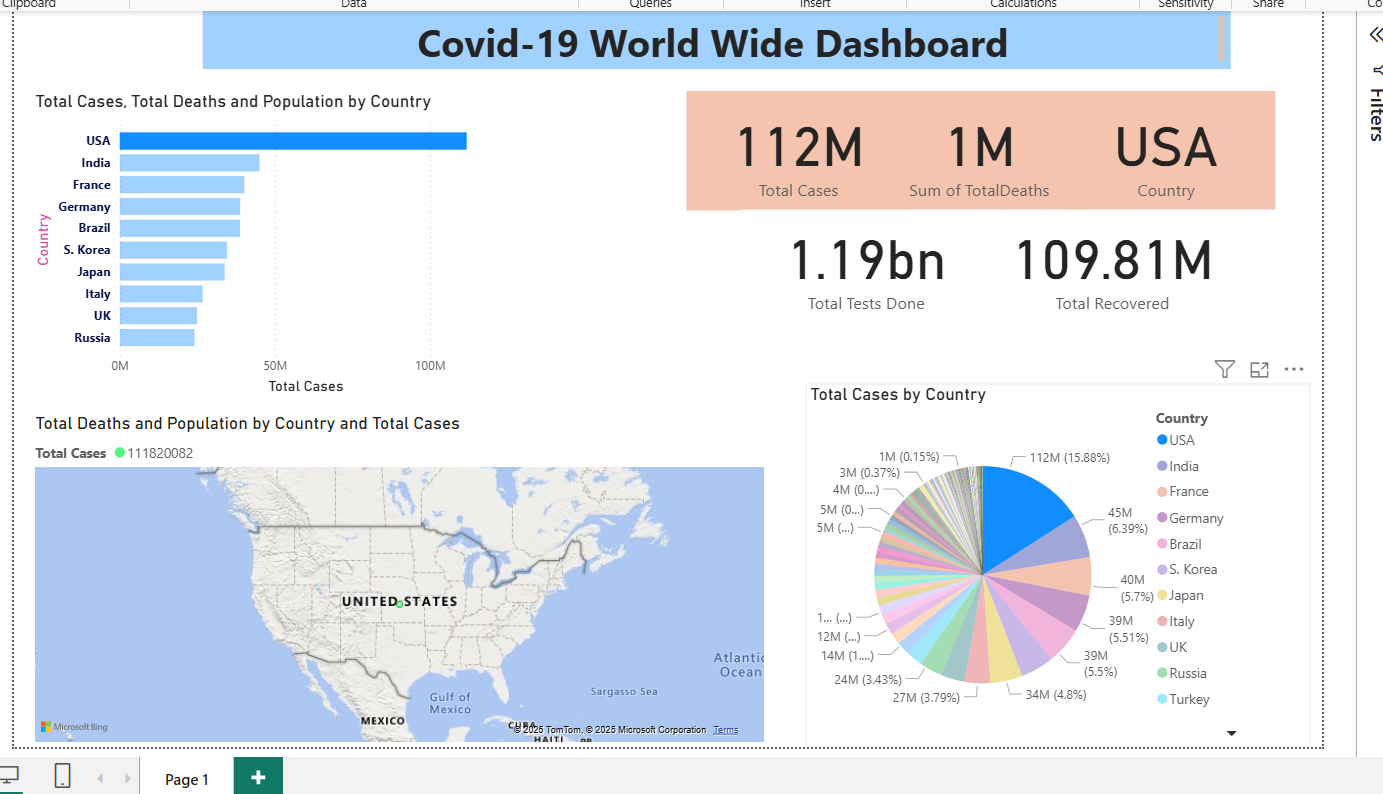 Clipboard
Data
Queries
Insert
Calculations
Sensitivity
Share
Covid-19 World Wide Dashboard
Filters
Total Cases, Total Deaths and Population by Country
Country
USA
India
France
Germany
Brazil
S. Korea
Japan
Italy
UK
Russia
0M 50M 100M
Total Cases
112M 1M USA
Total Cases Sum of TotalDeaths Country
1.19bn 109.81M
Total Tests Done Total Recovered
Total Deaths and Population by Country and Total Cases
Total Cases 111820082
UNITED STATES
MEXICO
Gulf of
Mexico
Sargasso Sea
Atlantic
Ocean
CUBA
HAITI PR
Microsoft Bing
© 2025 TomTom, © 2025 Microsoft Corporation Terms
Total Cases by Country
1M (0.15%)
3M (0.37%)
4M (0....)
5M (0...)
5M (...)
1... (...)
12M (...)
14M (1....)
24M (3.43%)
27M (3.79%)
34M (4.8%)
39M
(5.5%)
39M
(5.51%)
40M
(5.7%)
45M
(6.39%)
112M (15.88%)
Country
USA
India
France
Germany
Brazil
S. Korea
Japan
Italy
UK
Russia
Turkey
Page 1